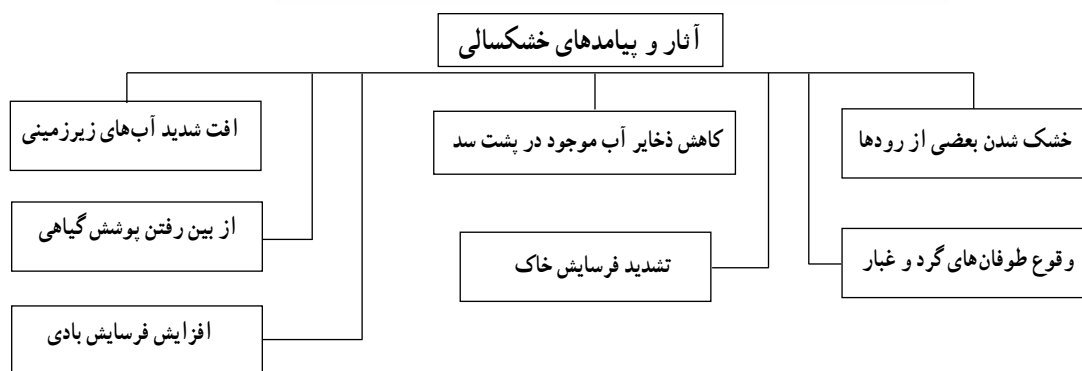 آثار و پیامدهای خشکسالی
خشک شدن بعضی از رودها
کاهش ذخایر آب موجود در پشت سد
افت شدید آب‌های زیرزمینی
وقوع طوفان‌های گرد و غبار
تشدید فرسایش خاک
از بین رفتن پوشش گیاهی
افزایش فرسایش بادی